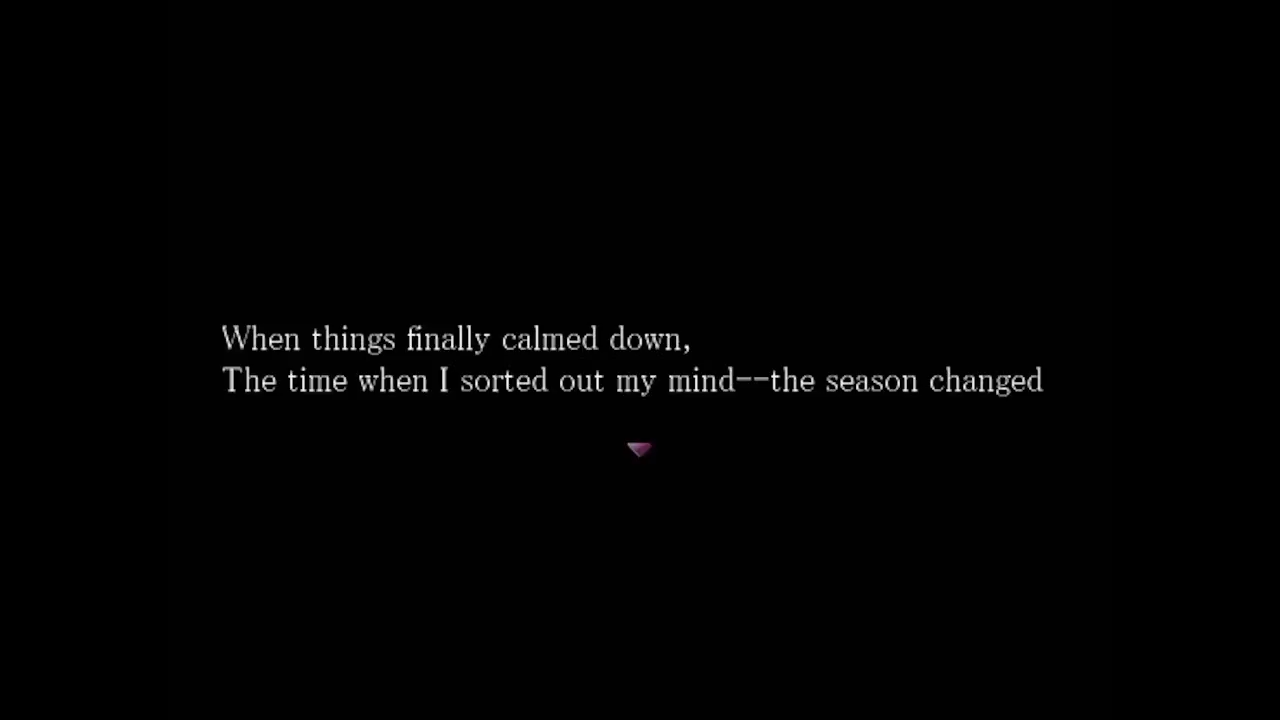 When things finally calmed down,
The time when I sorted out my mind--the season changed